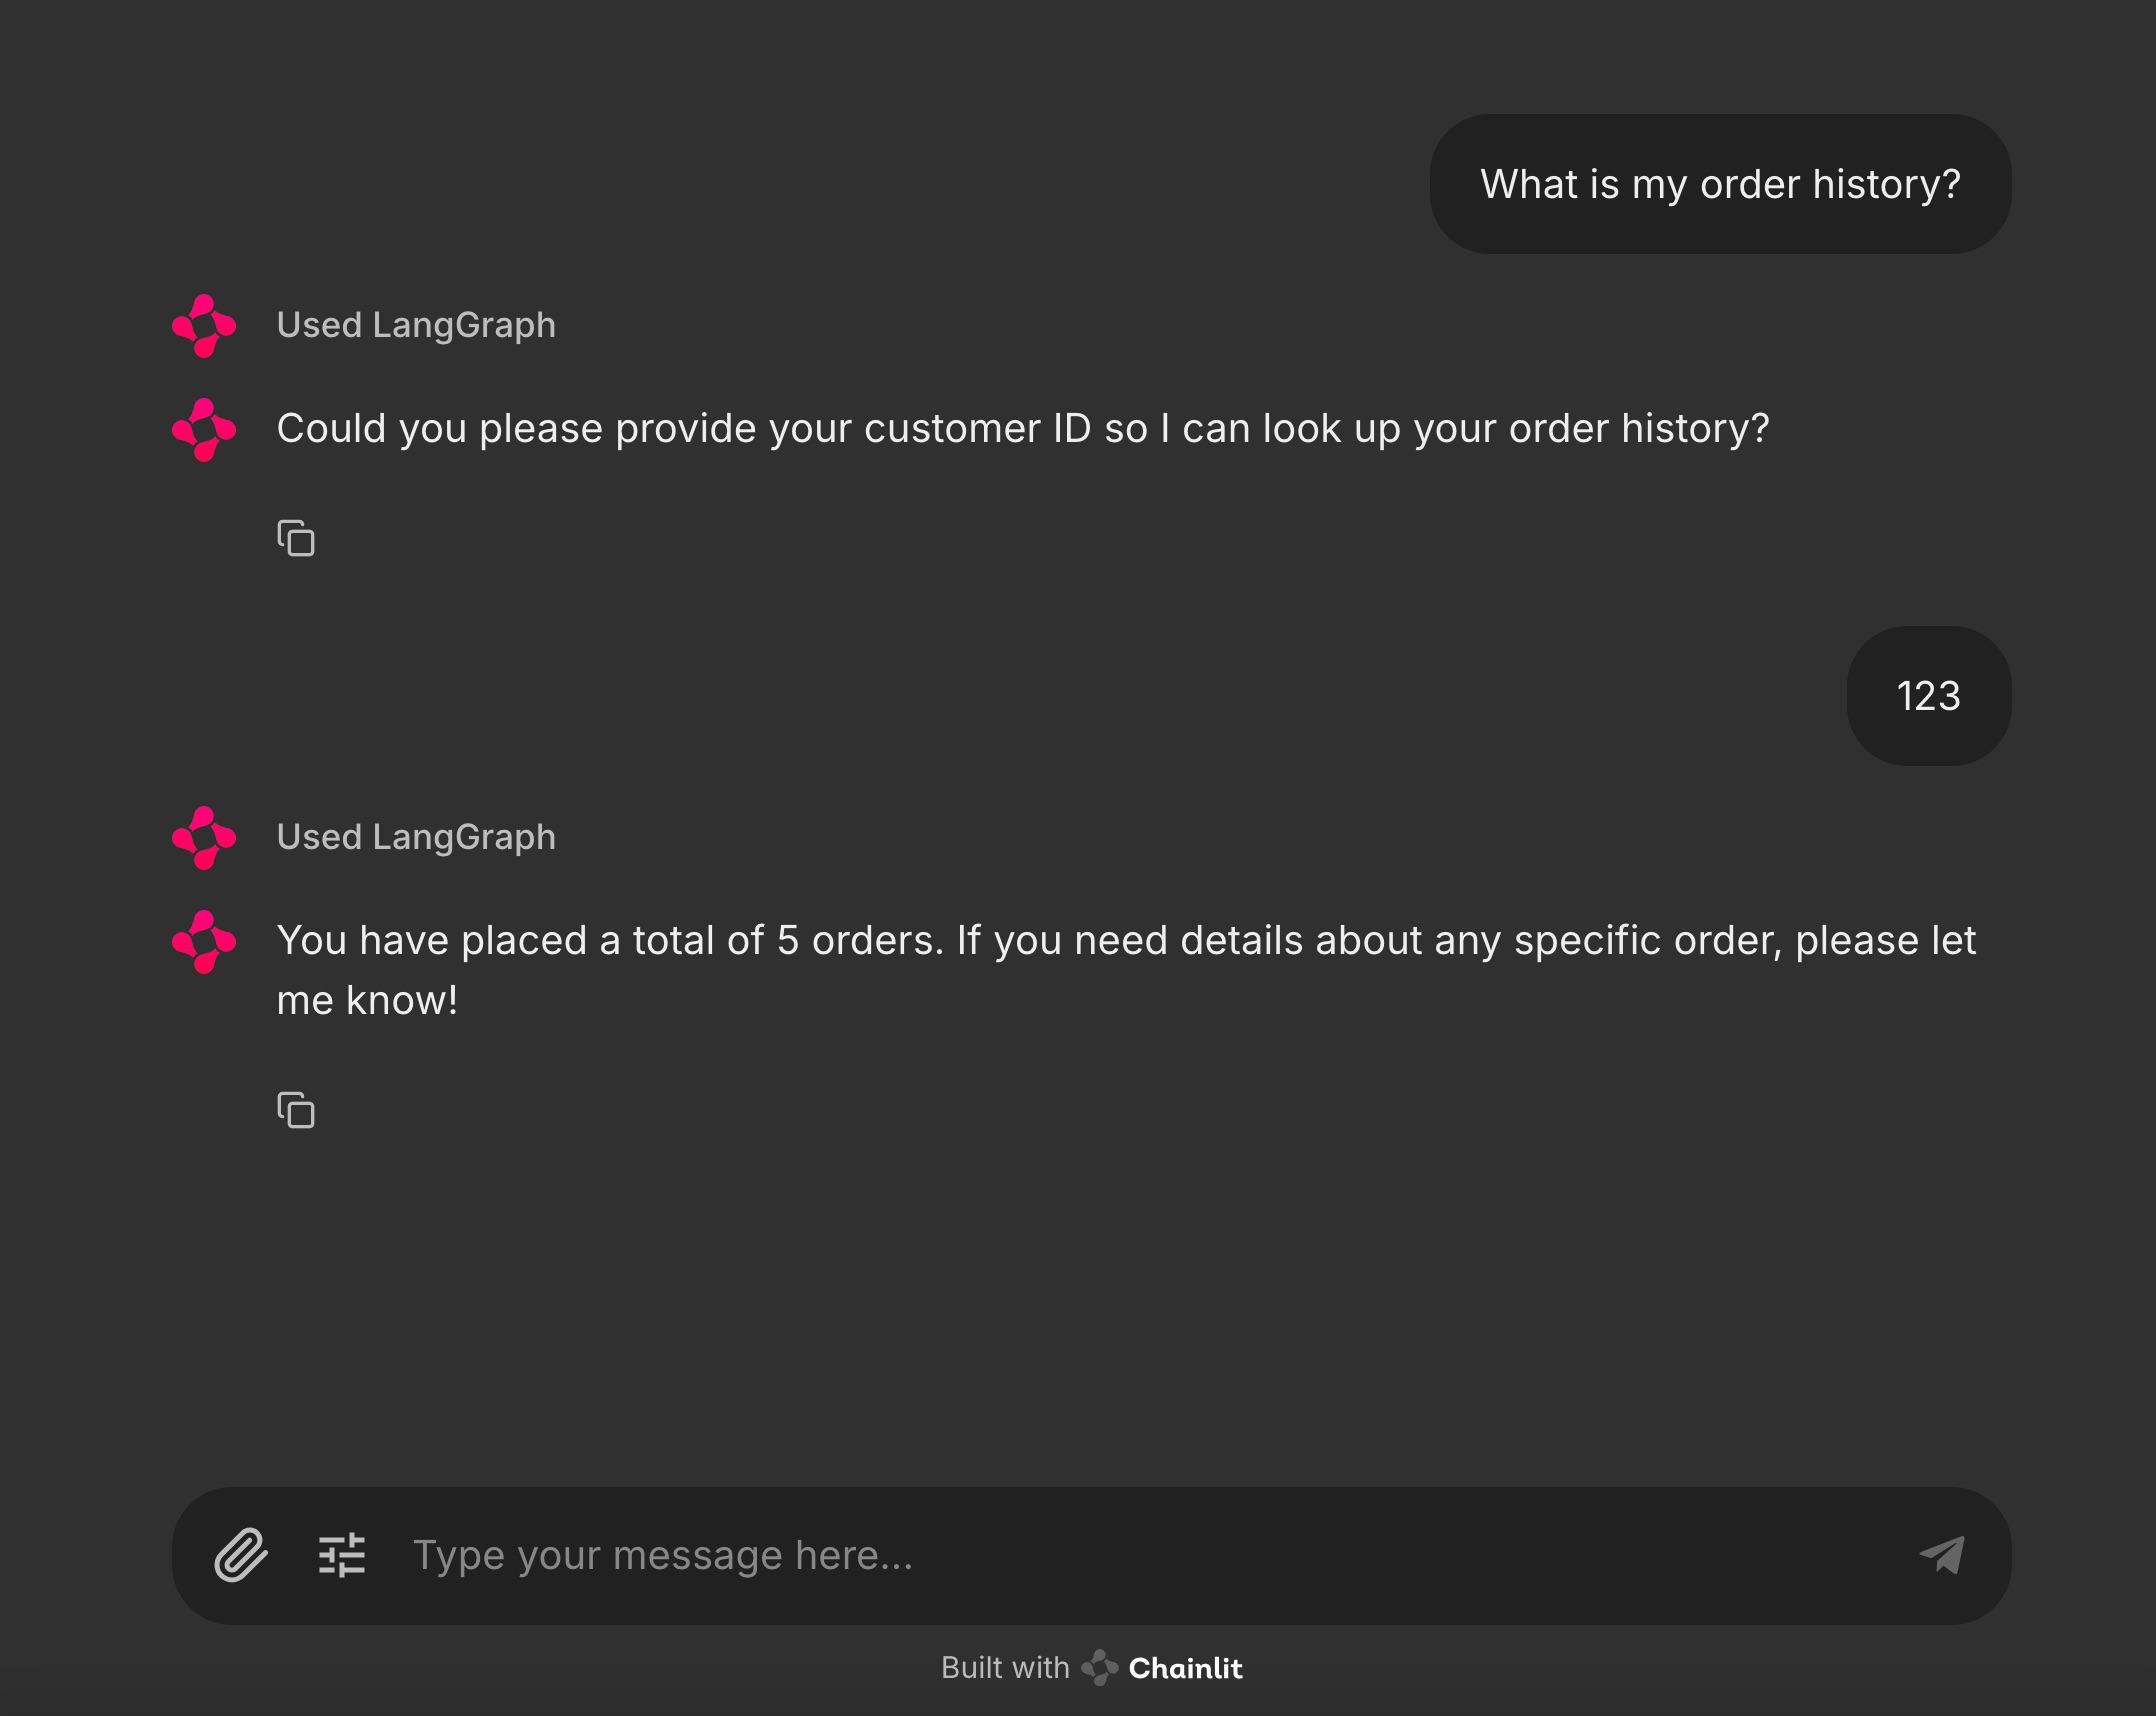 What is my order history?
Used LangGraph
Could you please provide your customer ID so I can look up your order history?
123
Used LangGraph
You have placed a total of 5 orders. If you need details about any specific order, please let
me know!
Type your message here...
Built with Chainlit